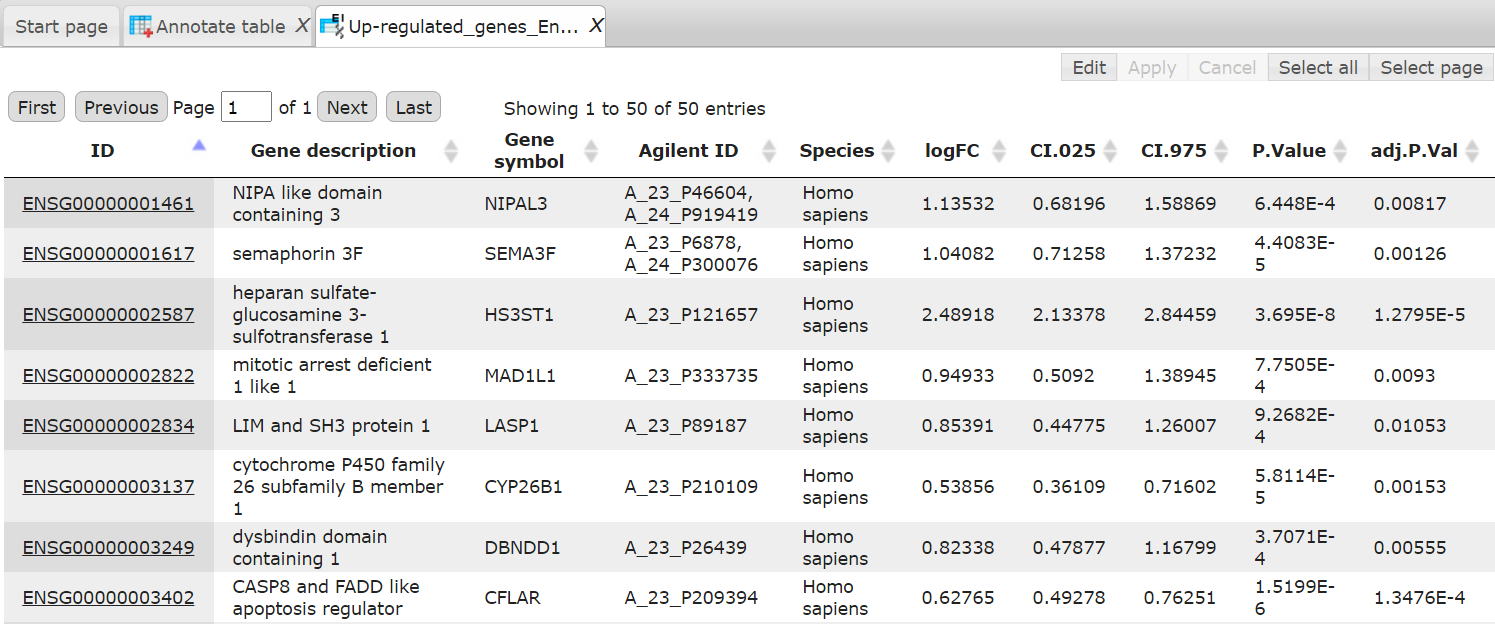 Start page Annotate table X EI Up-regulated_genes_En... X
Edit Apply Cancel Select all Select page
First Previous Page 1 of 1 Next Last Showing 1 to 50 of 50 entries
ID Gene description Gene symbol Agilent ID Species logFC CI.025 CI.975 P.Value adj.P.Val
ENSG00000001461 NIPA like domain containing 3 NIPAL3 A_23_P46604, A_24_P919419 Homo sapiens 1.13532 0.68196 1.58869 6.448E-4 0.00817
ENSG00000001617 semaphorin 3F SEMA3F A_23_P6878, A_24_P300076 Homo sapiens 1.04082 0.71258 1.37232 4.4083E-5 0.00126
ENSG00000002587 heparan sulfate-glucosamine 3-sulfotransferase 1 HS3ST1 A_23_P121657 Homo sapiens 2.48918 2.13378 2.84459 3.695E-8 1.2795E-5
ENSG00000002822 mitotic arrest deficient 1 like 1 MAD1L1 A_23_P333735 Homo sapiens 0.94933 0.5092 1.38945 7.7505E-4 0.0093
ENSG00000002834 LIM and SH3 protein 1 LASP1 A_23_P89187 Homo sapiens 0.85391 0.44775 1.26007 9.2682E-4 0.01053
ENSG00000003137 cytochrome P450 family 26 subfamily B member 1 CYP26B1 A_23_P210109 Homo sapiens 0.53856 0.36109 0.71602 5.8114E-5 0.00153
ENSG00000003249 dysbindin domain containing 1 DBNDD1 A_23_P26439 Homo sapiens 0.82338 0.47877 1.16799 3.7071E-4 0.00555
ENSG00000003402 CASP8 and FADD like apoptosis regulator CFLAR A_23_P209394 Homo sapiens 0.62765 0.49278 0.76251 1.5199E-6 1.3476E-4